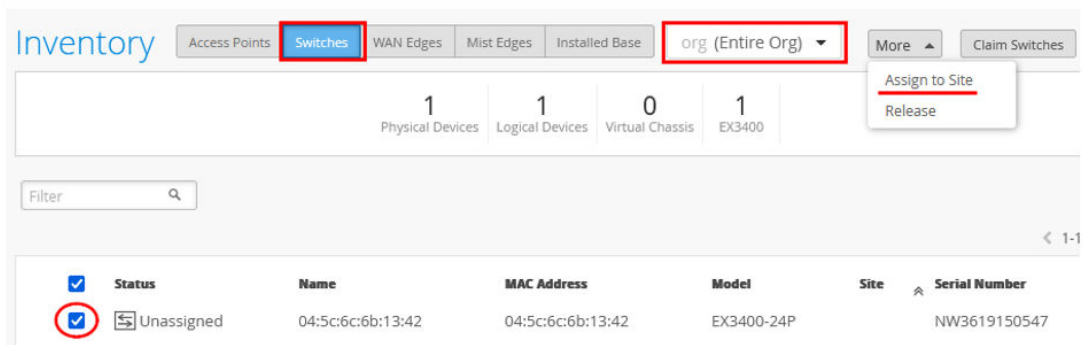 Inventory Access Points Switches WAN Edges Mist Edges Installed Base org (Entire Org) More Claim Switches
Assign to Site
Release
1 1 0 1
Physical Devices Logical Devices Virtual Chassis EX3400
Filter
< 1-1
Status Name MAC Address Model Site Serial Number
Unassigned 04:5c:6c:6b:13:42 04:5c:6c:6b:13:42 EX3400-24P NW3619150547